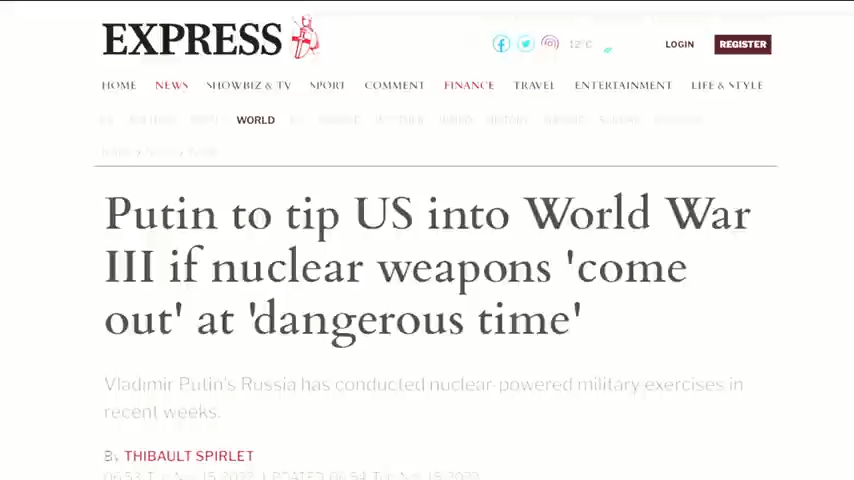 EXPRESS
12°C LOGIN REGISTER
HOME NEWS SHOWBIZ & TV SPORT COMMENT FINANCE TRAVEL ENTERTAINMENT LIFE & STYLE
WORLD
Putin to tip US into World War
III if nuclear weapons 'come
out' at 'dangerous time'
Vladimir Putin's Russia has conducted nuclear-powered military exercises in
recent weeks.
By THIBAULT SPIRLET